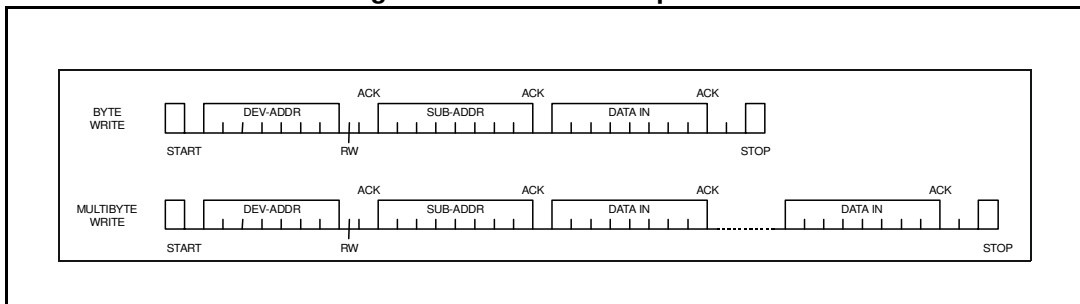 ACK ACK ACK
BYTE WRITE DEV-ADDR SUB-ADDR DATA IN
START RW STOP
ACK ACK ACK ACK
MULTIBYTE WRITE DEV-ADDR SUB-ADDR DATA IN DATA IN
START RW STOP